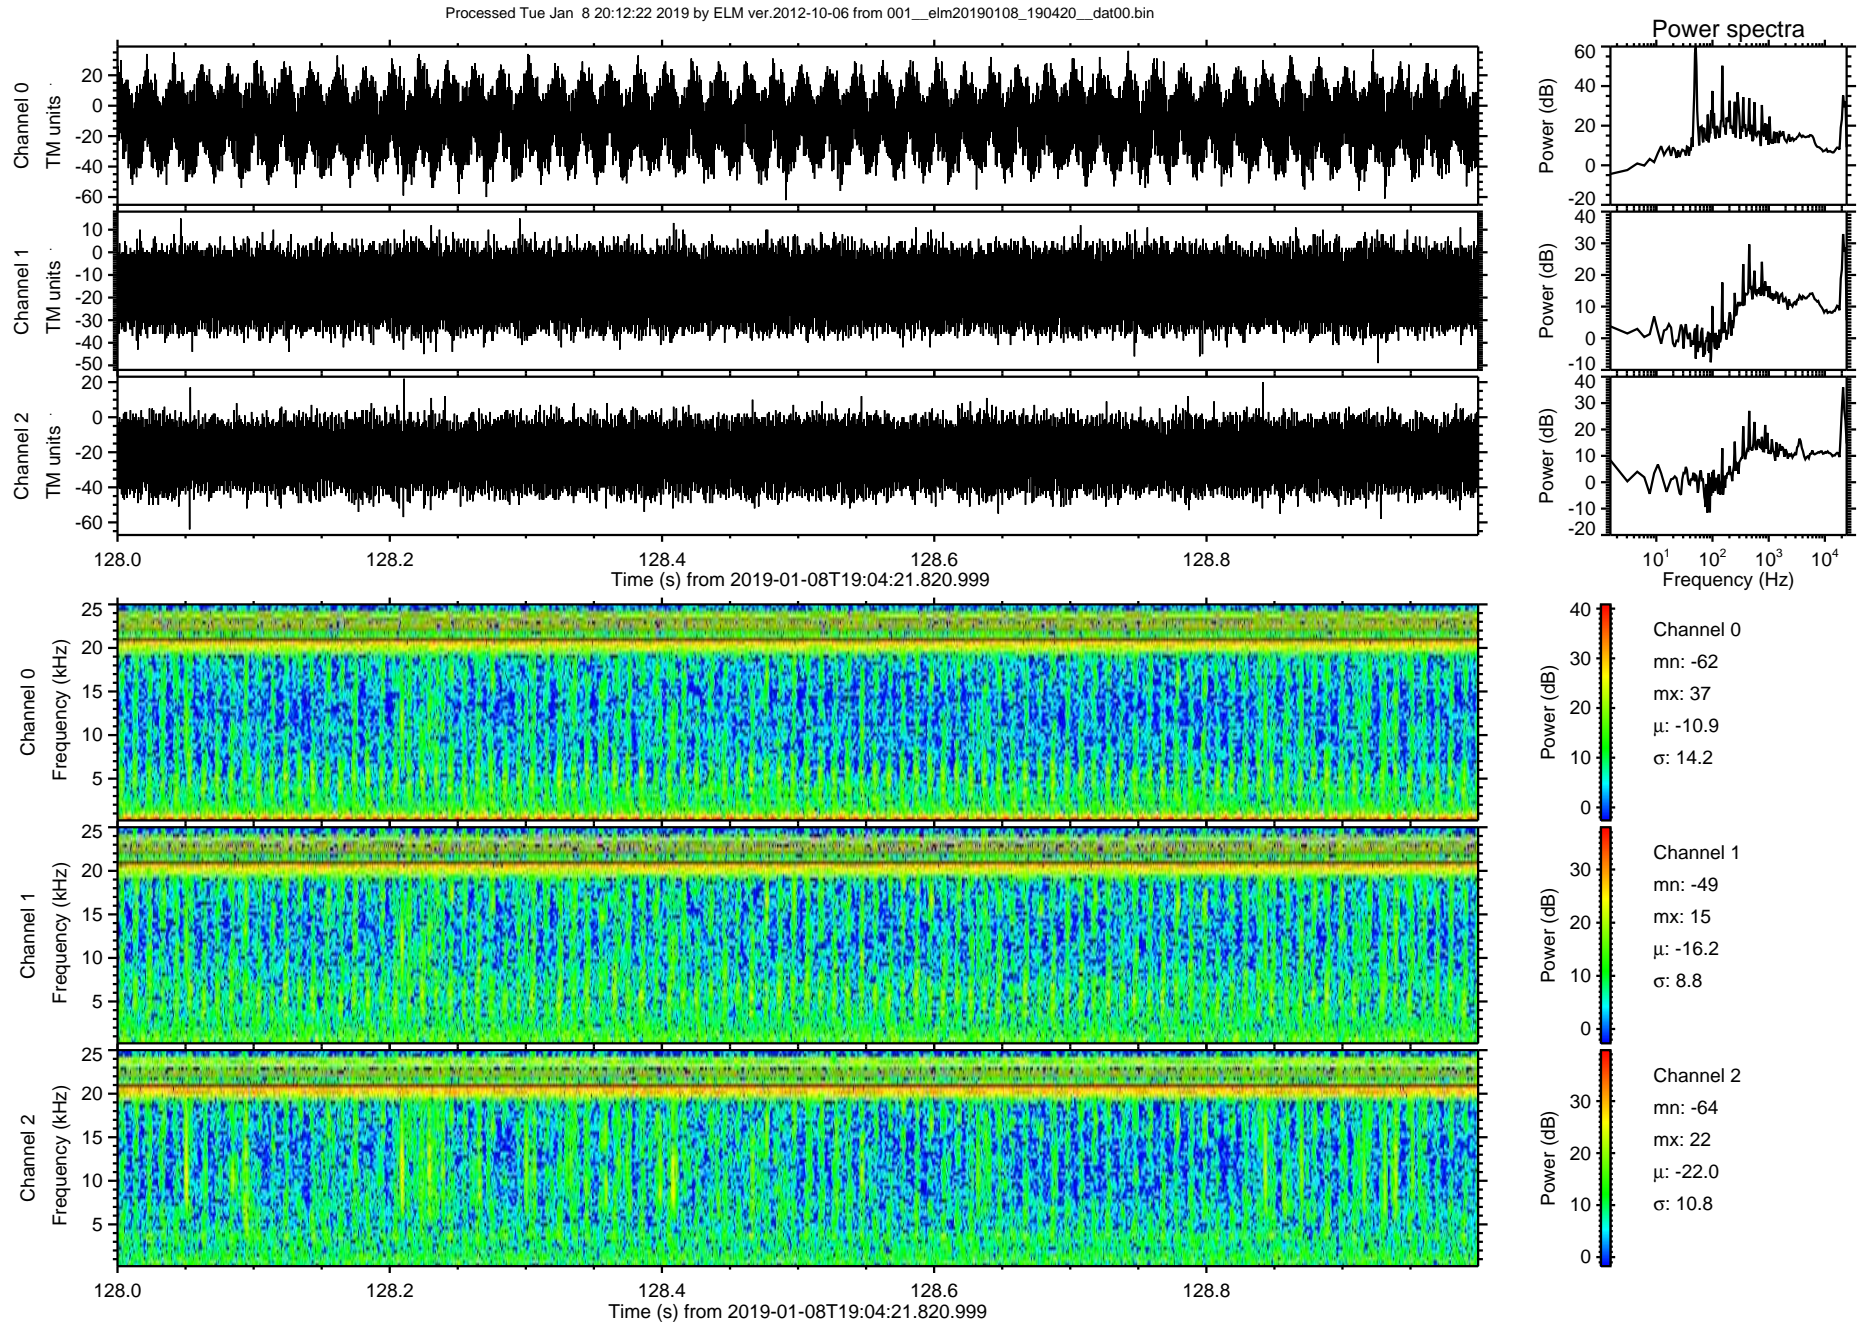 Processed Tue Jan  8 20:12:22 2019 by ELM ver.2012-10-06 from 001__elm20190108_190420__dat00.bin
Power spectra
Channel 0
TM units
20
0
-20
-40
-60
Power (dB)
60
40
20
0
-20
Channel 1
TM units
10
0
-10
-20
-30
-40
-50
Power (dB)
40
30
20
10
0
-10
Channel 2
TM units
20
0
-20
-40
-60
Power (dB)
40
30
20
10
0
-10
-20
128.0 128.2 128.4 128.6 128.8
Time (s) from 2019-01-08T19:04:21.820.999
10^1 10^2 10^3 10^4
Frequency (Hz)
Channel 0
Frequency (kHz)
25
20
15
10
5
Power (dB)
40
30
20
10
0
Channel 0
mn: -62
mx: 37
μ: -10.9
σ: 14.2
Channel 1
Frequency (kHz)
25
20
15
10
5
Power (dB)
30
20
10
0
Channel 1
mn: -49
mx: 15
μ: -16.2
σ: 8.8
Channel 2
Frequency (kHz)
25
20
15
10
5
Power (dB)
30
20
10
0
Channel 2
mn: -64
mx: 22
μ: -22.0
σ: 10.8
128.0 128.2 128.4 128.6 128.8
Time (s) from 2019-01-08T19:04:21.820.999